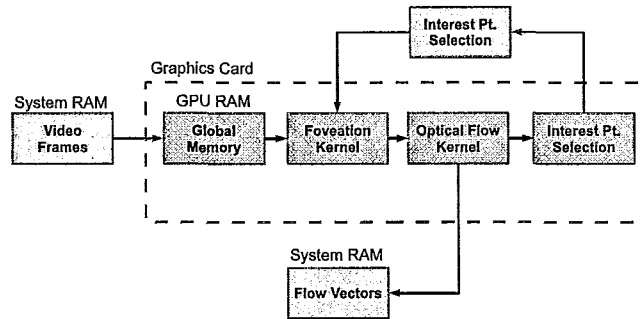 Interest Pt.
Selection
Graphics Card
System RAM
GPU RAM
Video
Frames
Global
Memory
Foveation
Kernel
Optical Flow
Kernel
Interest Pt.
Selection
System RAM
Flow Vectors